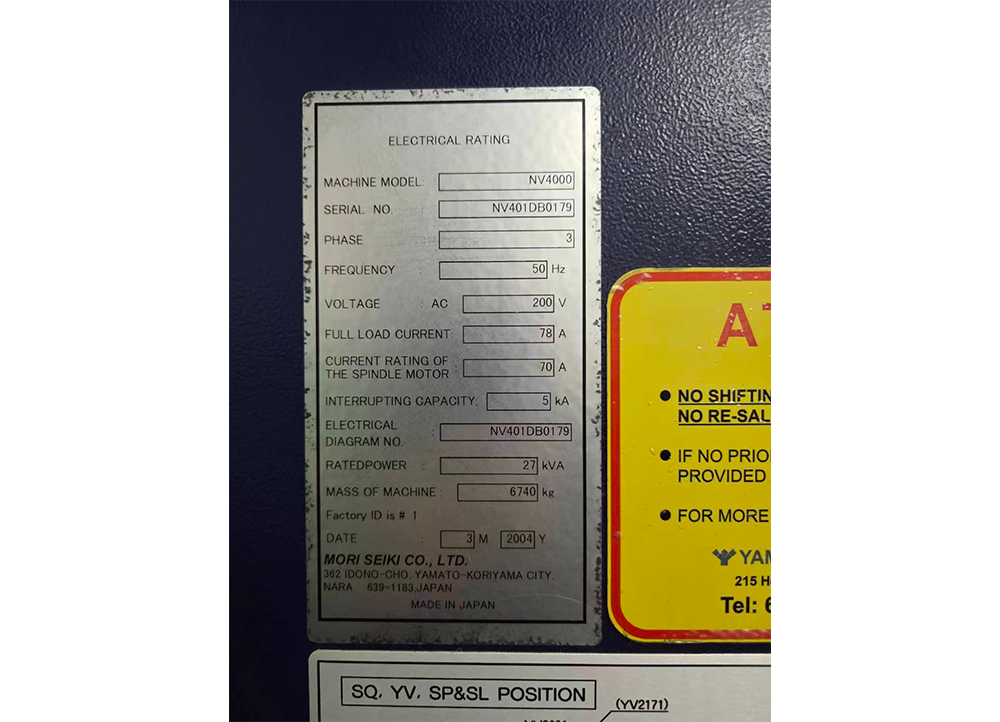 ELECTRICAL RATING
MACHINE MODEL: NV4000
SERIAL NO. : NV401DB0179
PHASE : 3
FREQUENCY : 50 Hz
VOLTAGE : AC 200 V
FULL LOAD CURRENT: 78 A
CURRENT RATING OF
THE SPINDLE MOTOR : 70 A
INTERRUPTING CAPACITY: 5 kA
ELECTRICAL
DIAGRAM NO. : NV401DB0179
RATEDPOWER : 27 kVA
MASS OF MACHINE : 6740 kg
Factory ID is # 1
DATE : 3 M 2004 Y
MORI SEIKI CO., LTD.
362 IDONO-CHO, YAMATO-KORIYAMA CITY,
NARA 639-1183,JAPAN
MADE IN JAPAN
NO SHIFTIN
NO RE-SAL
IF NO PRIO
PROVIDED
FOR MORE
YAM
215 H
Tel: 6
SQ, YV, SP&SL POSITION
(YV2171)